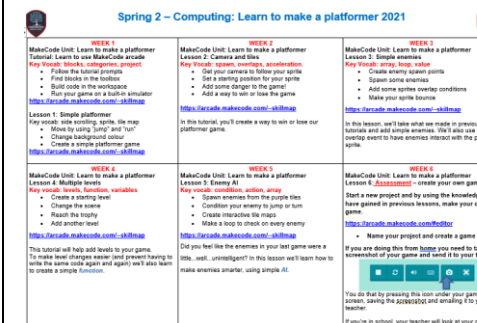 Spring 2 – Computing: Learn to make a platformer 2021
WEEK 1
MakeCode Unit: Learn to make a platformer
Tutorial: Learn to use MakeCode arcade
Key Vocab: blocks, categories, project.
Follow the tutorial prompts
Find blocks in the toolbox
Build code in the workspace
Run your game on a built-in simulator
https://arcade.makecode.com/--skillmap
Lesson 1: Simple platformer
Key vocab: side scrolling, sprite, tile map
Move by using "jump" and "run"
Change background colour
Create a simple platformer game
https://arcade.makecode.com/--skillmap
WEEK 2
MakeCode Unit: Learn to make a platformer
Lesson 2: Camera and tiles
Key Vocab: spawn, overlaps, acceleration.
Get your camera to follow your sprite
Set a starting position for your sprite
Add some danger to the game!
Add a way to win or lose the game
https://arcade.makecode.com/--skillmap
In this tutorial, you'll create a way to win or lose our
platformer game.
WEEK 3
MakeCode Unit: Learn to make a platformer
Lesson 3: Simple enemies
Key Vocab: array, loop, value
Create enemy spawn points
Spawn some enemies
Add some sprites overlap conditions
Make your sprite bounce
https://arcade.makecode.com/--skillmap
In this lesson, we'll take what we made in previous
tutorials and add simple enemies. We'll also use
overlap event to have enemies interact with the p
sprite.
WEEK 4
MakeCode Unit: Learn to make a platformer
Lesson 4: Multiple levels
Key vocab: levels, function, variables
Create a starting level
Change the scene
Reach the trophy
Add another level
https://arcade.makecode.com/--skillmap
This tutorial will help add levels to your game.
To make level changes easier (and prevent having to
write the same code again and again) we'll also learn
to create a simple function.
WEEK 5
MakeCode Unit: Learn to make a platformer
Lesson 5: Enemy AI
Key vocab: condition, action, array
Spawn enemies from the purple tiles
Condition your enemy to jump or turn
Create interactive tile maps
Make a loop to check on every enemy
https://arcade.makecode.com/--skillmap
Did you feel like the enemies in your last game were a
little...well...unintelligent? In this lesson we'll learn how to
make enemies smarter, using simple AI.
WEEK 6
MakeCode Unit: Learn to make a platformer
Lesson 6: Assessment – create your own gam
Start a new project and by using the knowledg
have gained in previous lessons, make your o
game.
https://arcade.makecode.com/#editor
Name your project and create a game
If you are doing this from home you need to ta
screenshot of your game and send it to your t
You do that by pressing this icon under your gam
screen, saving the screenshot and emailing it to y
teacher.
If you're in school, your teacher will look at your